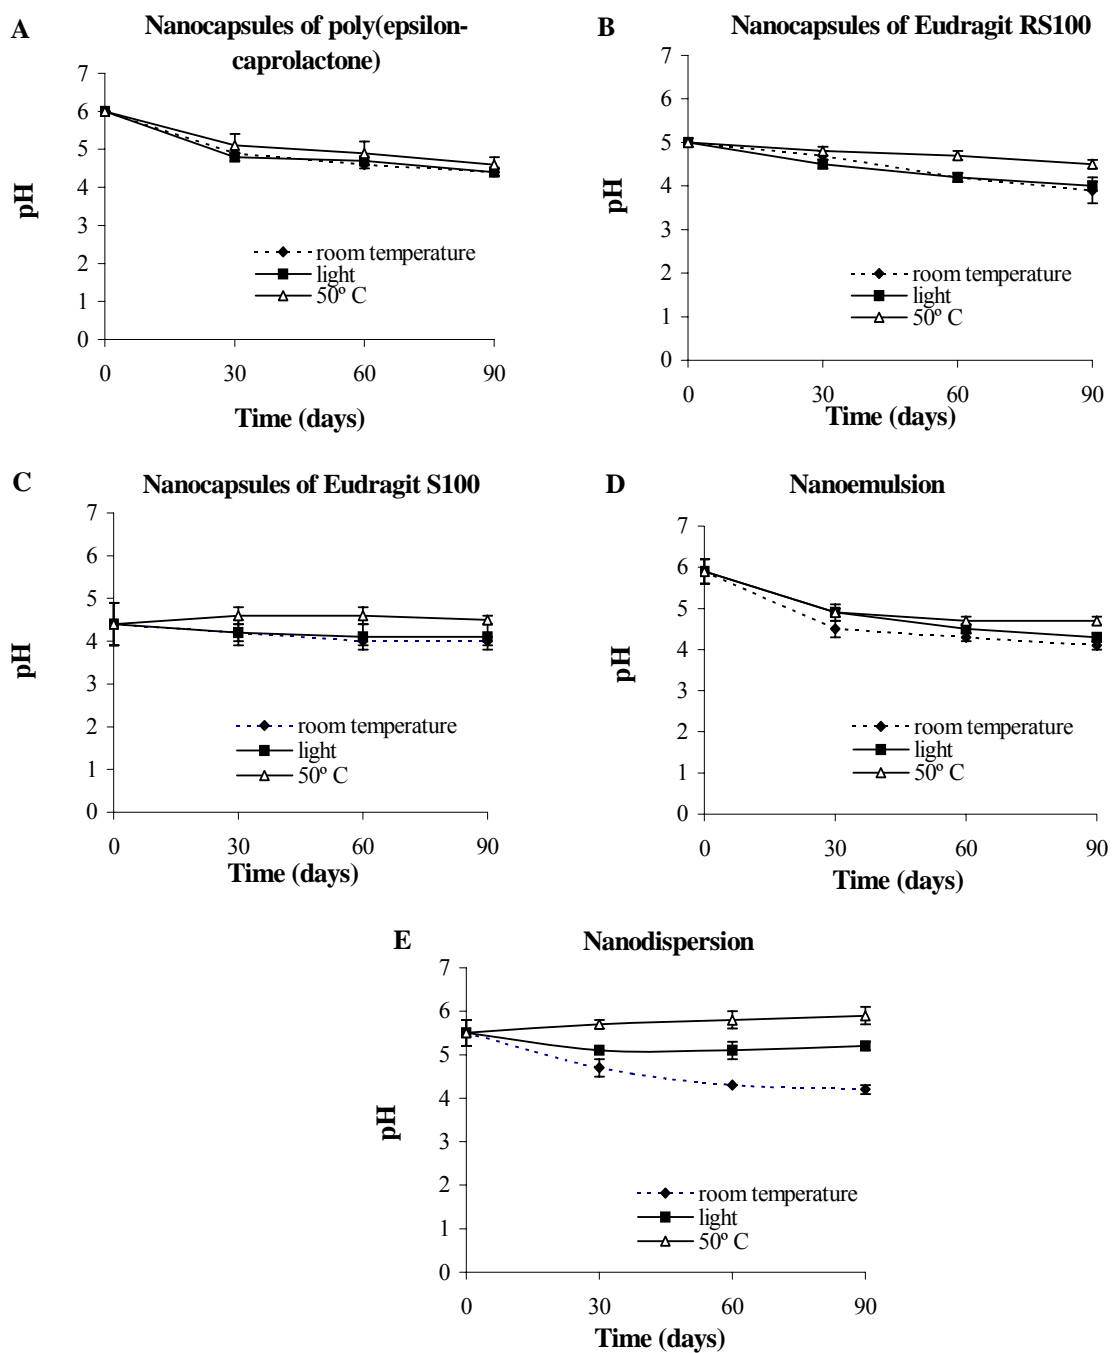 A
Nanocapsules of poly(epsilon-
caprolactone)
7
6
5
4
3
2
1
0
pH
room temperature
light
50º C
0 30 60 90
Time (days)
B
Nanocapsules of Eudragit RS100
7
6
5
4
3
2
1
0
pH
room temperature
light
50º C
0 30 60 90
Time (days)
C
Nanocapsules of Eudragit S100
7
6
5
4
3
2
1
0
pH
room temperature
light
50º C
0 30 60 90
Time (days)
D
Nanoemulsion
7
6
5
4
3
2
1
0
pH
room temperature
light
50º C
0 30 60 90
Time (days)
E
Nanodispersion
7
6
5
4
3
2
1
0
pH
room temperature
light
50º C
0 30 60 90
Time (days)